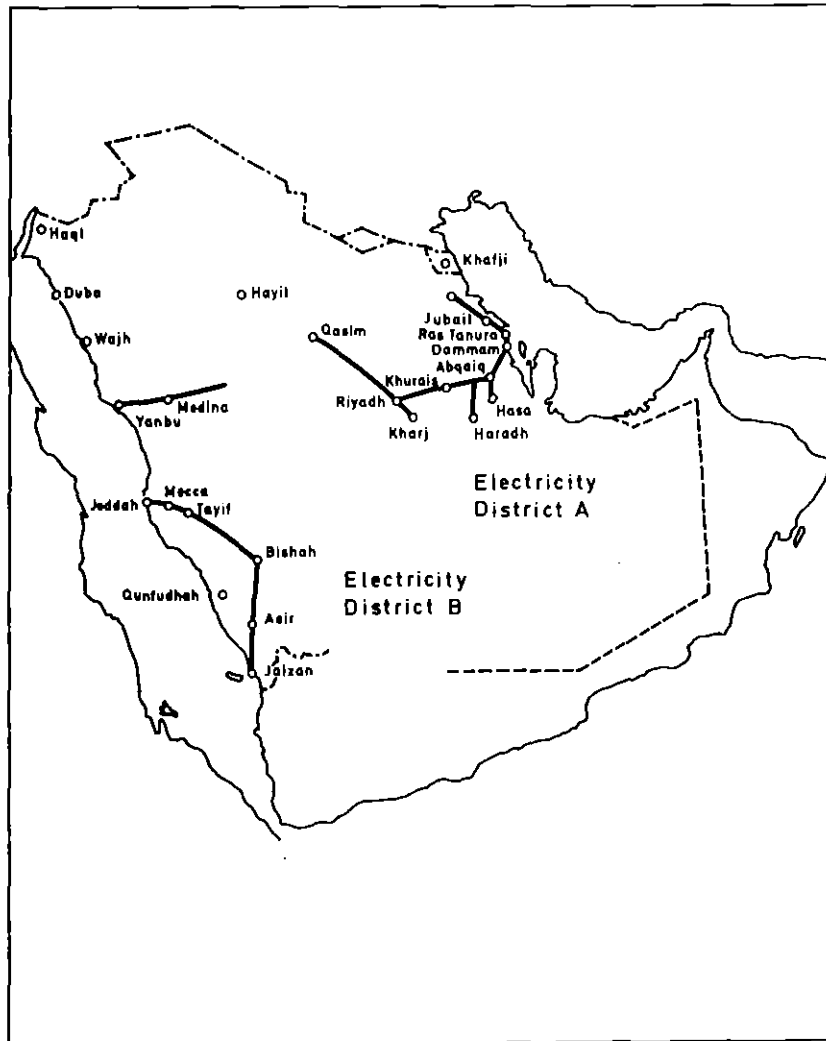 Haql
Khafji
Duba
Hayil
Jubail
Wajh
Qasim
Ras Tanura
Dammam
Abqaiq
Khurais
Medina
Riyadh
Hasa
Yanbu
Kharj
Haradh
Electricity
District A
Mecca
Jeddah
Tayif
Bishah
Electricity
District B
Qunfudhah
Asir
Jaizan